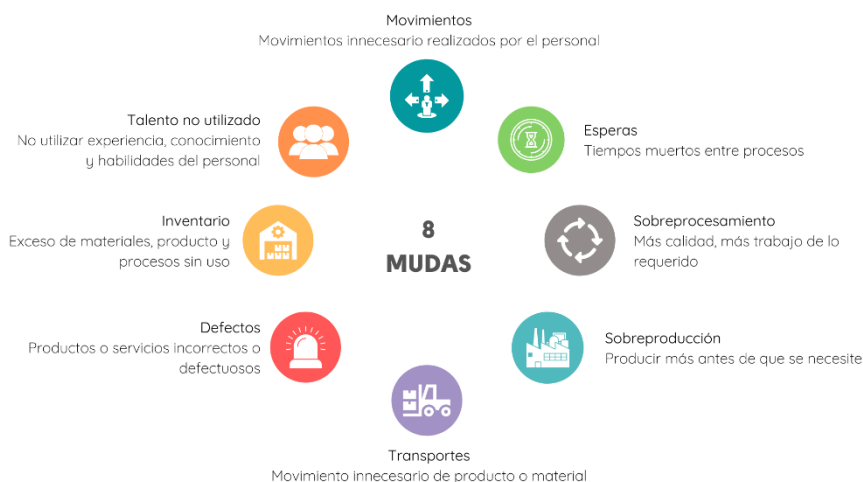 Movimientos
Movimientos innecesario realizados por el personal
Talento no utilizado
No utilizar experiencia, conocimiento
y habilidades del personal
Esperas
Tiempos muertos entre procesos
Inventario
Exceso de materiales, producto y
procesos sin uso
8
MUDAS
Sobreprocesamiento
Más calidad, más trabajo de lo
requerido
Defectos
Productos o servicios incorrectos o
defectuosos
Sobreproducción
Producir más antes de que se necesite
Transportes
Movimiento innecesario de producto o material